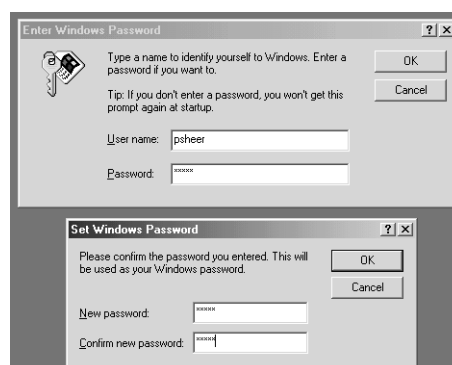 Enter Windows Password
Type a name to identify yourself to Windows. Enter a
password if you want to.
Tip: If you don't enter a password, you won't get this
prompt again at startup.
OK
Cancel
User name: psheer
Password: xxxxx
Set Windows Password
Please confirm the password you entered. This will
be used as your Windows password.
OK
Cancel
New password: xxxxx
Confirm new password: xxxxx